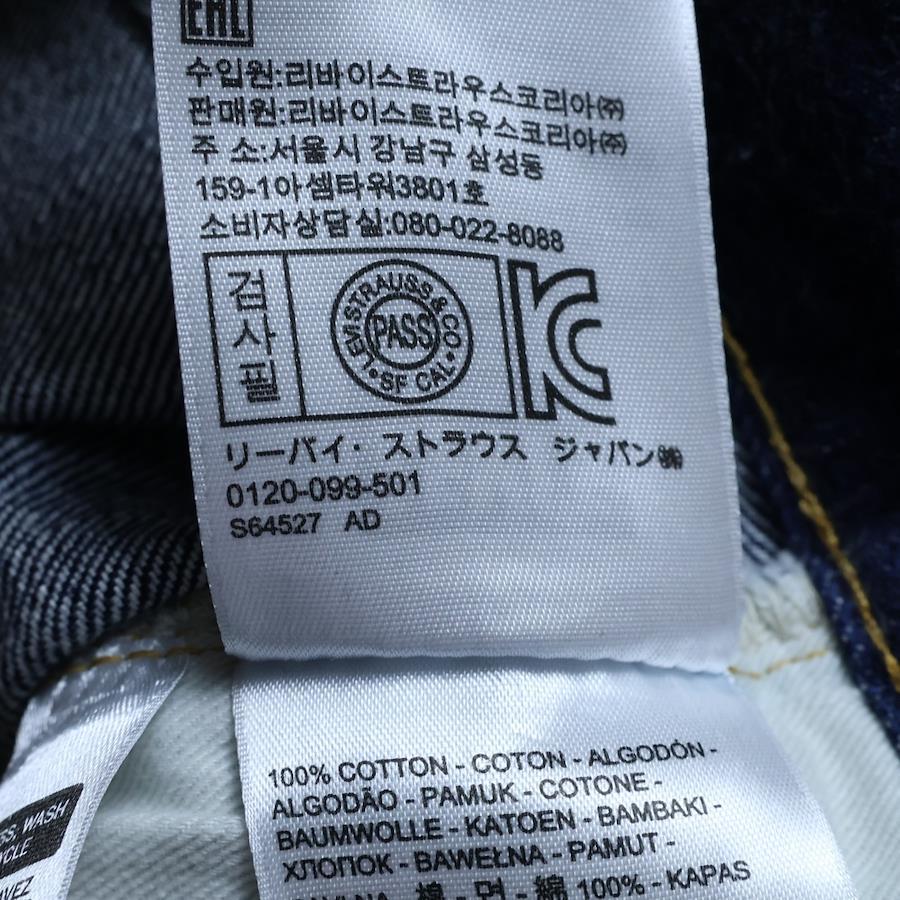 EAC
수입원:리바이스트라우스코리아㈜
판매원:리바이스트라우스코리아㈜
주 소:서울시 강남구 삼성동
159-1아셈타워3801호
소비자상담실:080-022-8088
검사필
LEVI STRAUSS & CO
PASS
• SF CAL •
リーバイ・ストラウス ジャパン㈱
0120-099-501
S64527 AD
100% COTTON - COTON - ALGODÓN -
ALGODÃO - PAMUK - COTONE -
BAUMWOLLE - KATOEN - BAMBAKI -
ХЛОПОК - BAWEŁNA - PAMUT -
棉 - 면 - 綿 100% - KAPAS
WASH